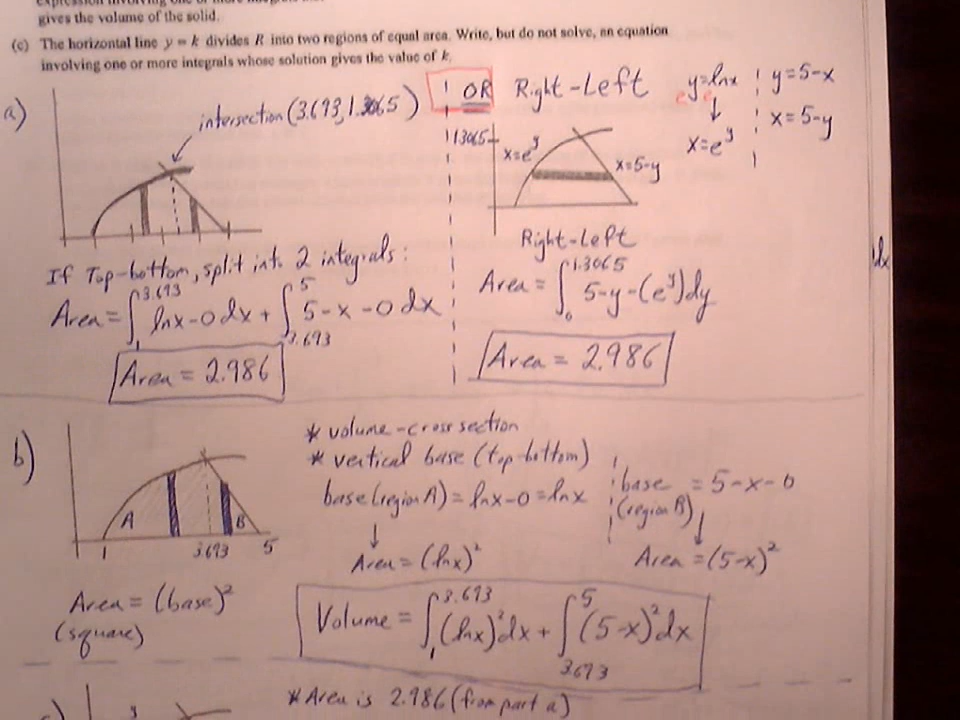 gives the volume of the solid.
(c) The horizontal line y = k divides R into two regions of equal area. Write, but do not solve, an equation
involving one or more integrals whose solution gives the value of k.
a)
intersection (3.693, 1.3065)
OR Right-Left
y=lnx
y=5-x
x=e^y
x=5-y
1.3065
x=e^y
x=5-y
Right-Left
If Top-bottom, split into 2 integrals:
Area = ∫_1^3.693 lnx-0 dx + ∫_3.693^5 5-x-0 dx
Area = 2.986
Area = ∫_0^1.3065 5-y-(e^y)dy
Area = 2.986
dx
b)
A
B
1
3.693
5
* volume-cross section
* vertical base (top-bottom)
base (region A) = lnx-0 = lnx
Area = (lnx)^2
base = 5-x-0
(region B)
Area = (5-x)^2
Area = (base)^2
(square)
Volume = ∫_1^3.693 (lnx)^2 dx + ∫_3.693^5 (5-x)^2 dx
* Area is 2.986 (from part a)